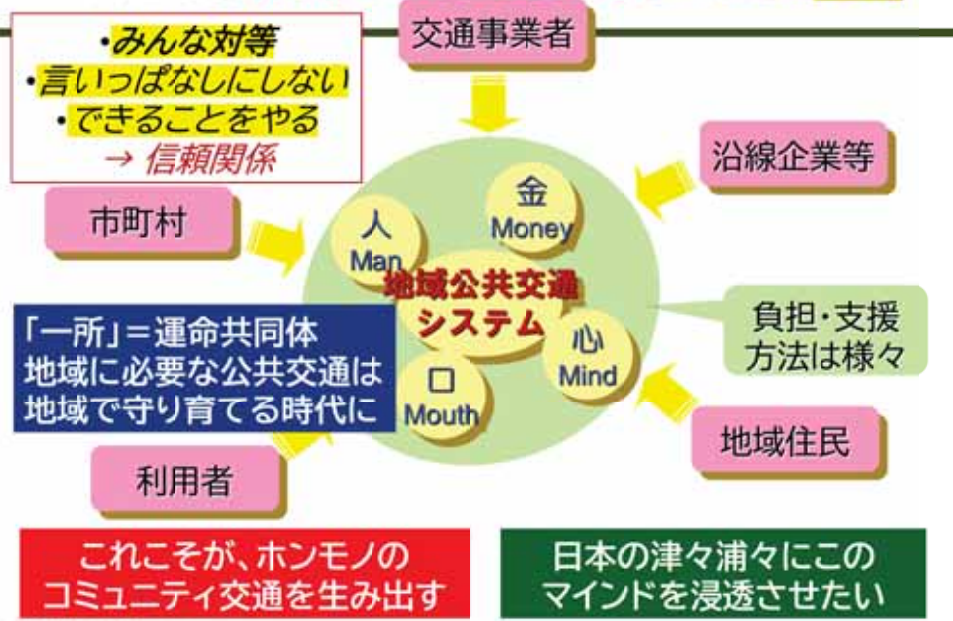 ・みんな対等
・言いっぱなしにしない
・できることをやる
→ 信頼関係
交通事業者
沿線企業等
市町村
人
Man
金
Money
地域公共交通
システム
心
Mind
口
Mouth
「一所」＝運命共同体
地域に必要な公共交通は
地域で守り育てる時代に
負担・支援
方法は様々
利用者
地域住民
これこそが、ホンモノの
コミュニティ交通を生み出す
日本の津々浦々にこの
マインドを浸透させたい